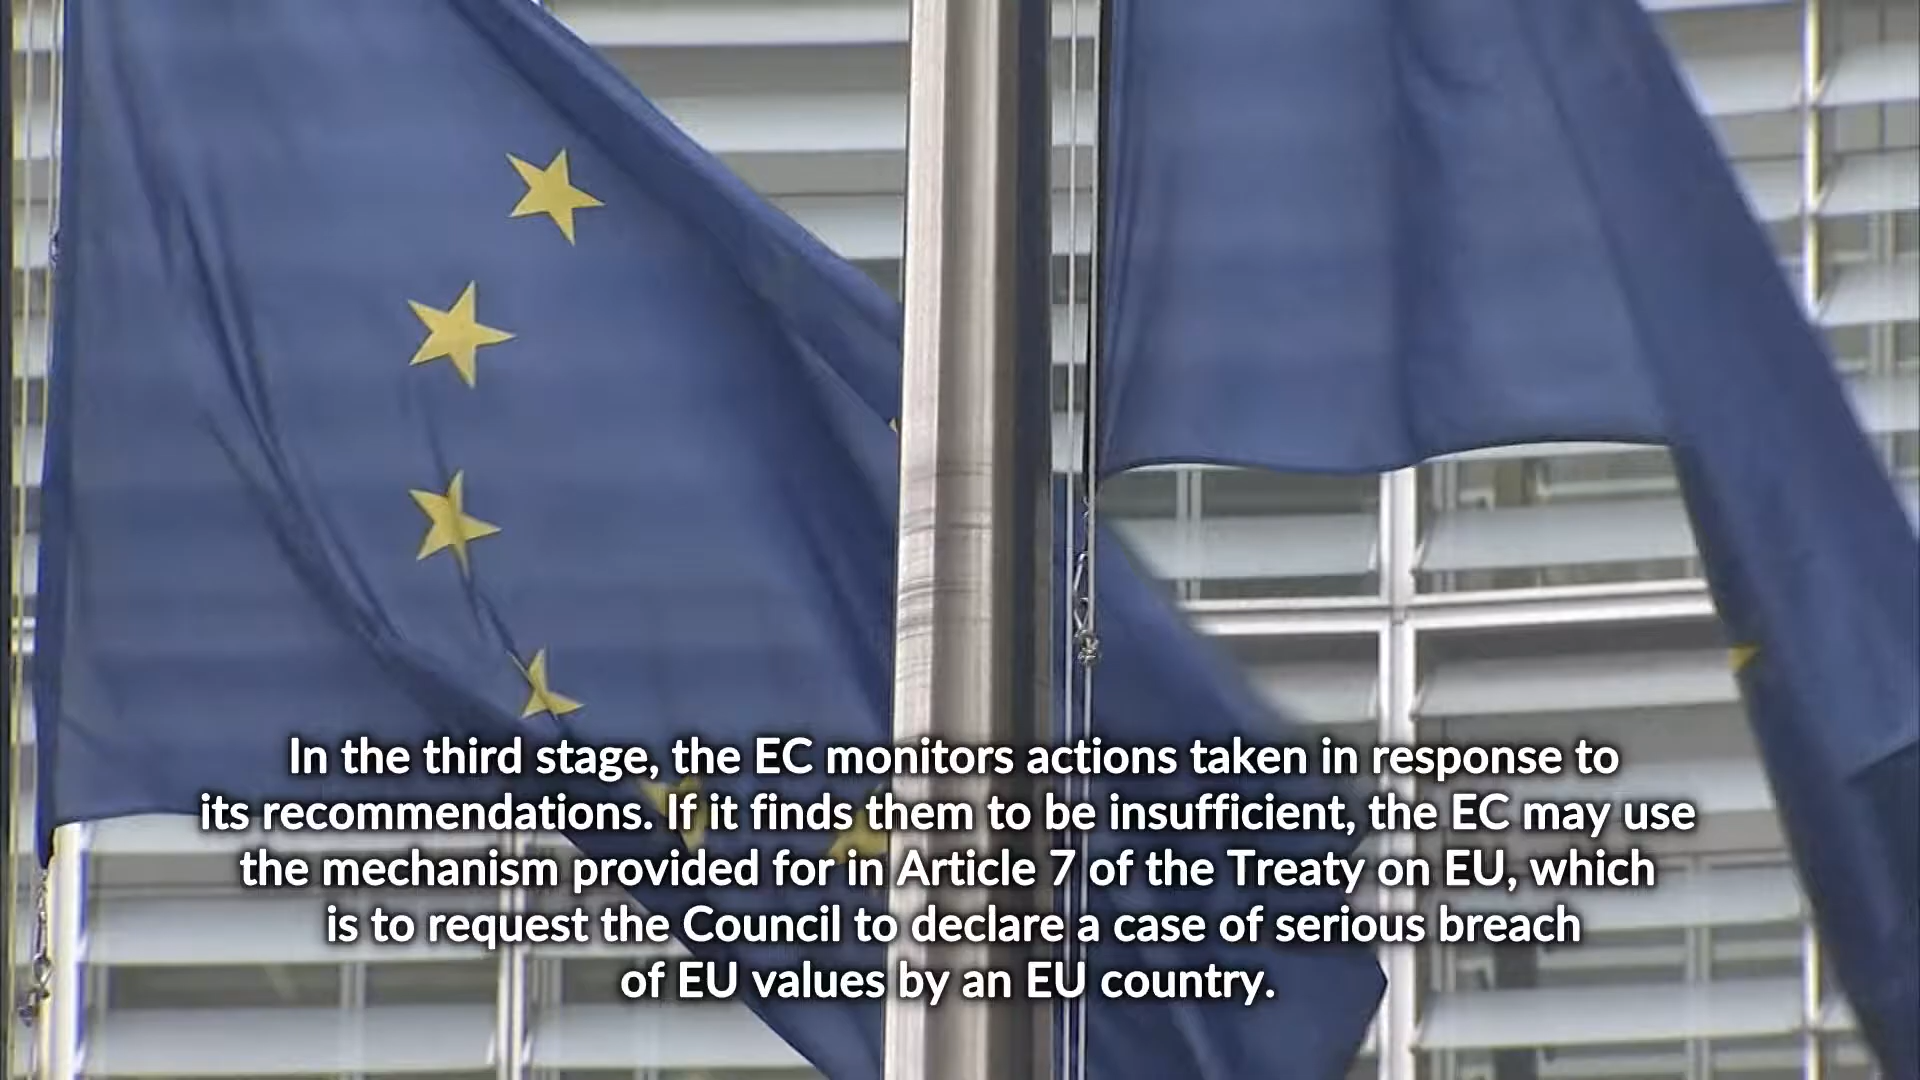 In the third stage, the EC monitors actions taken in response to
its recommendations. If it finds them to be insufficient, the EC may use
the mechanism provided for in Article 7 of the Treaty on EU, which
is to request the Council to declare a case of serious breach
of EU values by an EU country.